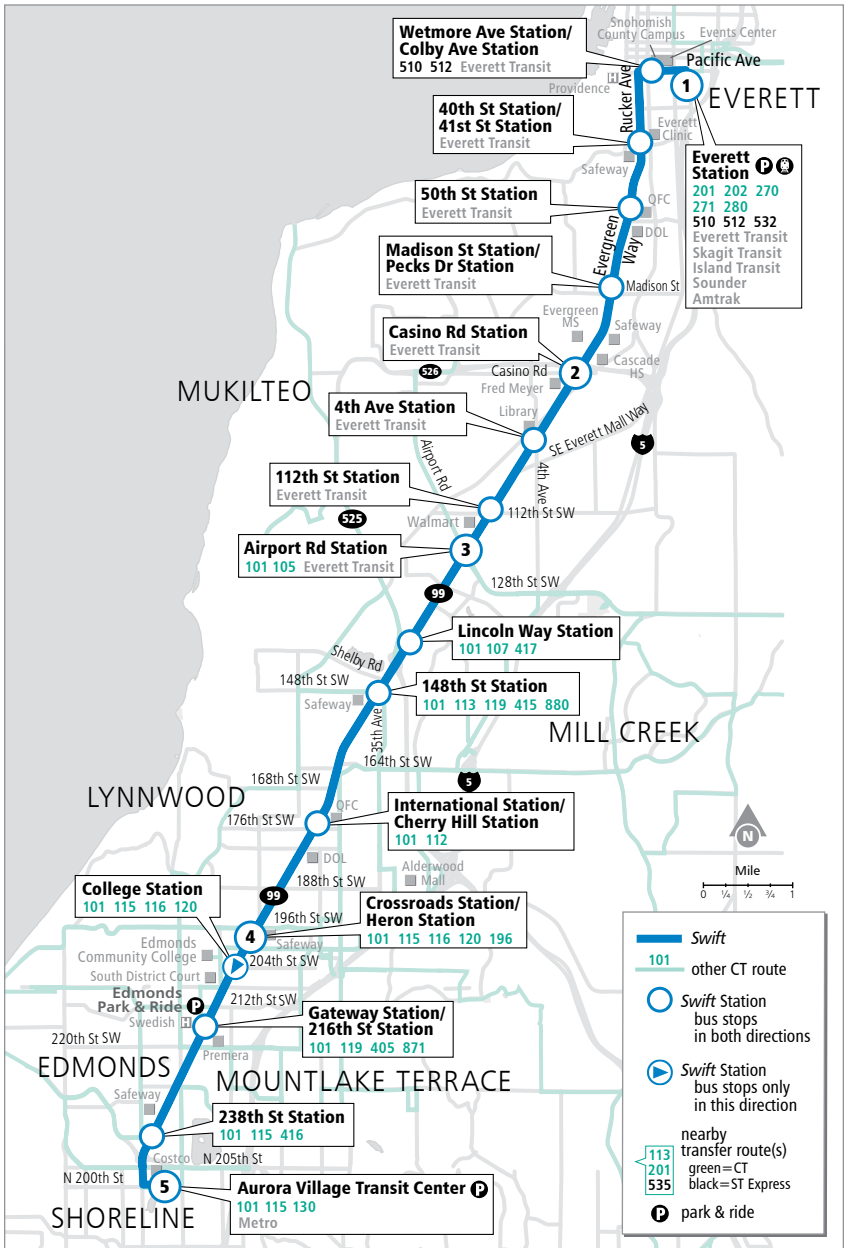 Snohomish
County Campus
Events Center
Wetmore Ave Station/
Colby Ave Station
510 512 Everett Transit
Pacific Ave
H
Providence
1
EVERETT
Rucker Ave
40th St Station/
41st St Station
Everett Transit
Everett
Clinic
Safeway
Everett
Station P
201 202 270
271 280
510 512 532
Everett Transit
Skagit Transit
Island Transit
Sounder
Amtrak
50th St Station
Everett Transit
QFC
DOL
Evergreen
Way
Madison St Station/
Pecks Dr Station
Everett Transit
Madison St
Evergreen
MS
Safeway
Casino Rd Station
Everett Transit
Cascade
HS
526
Casino Rd
2
Fred Meyer
MUKILTEO
4th Ave Station
Everett Transit
Library
SE Everett Mall Way
5
Airport Rd
4th Ave
112th St Station
Everett Transit
525
Walmart
112th St SW
Airport Rd Station
101 105 Everett Transit
3
128th St SW
99
Lincoln Way Station
101 107 417
Shelby Rd
148th St SW
148th St Station
101 113 119 415 880
Safeway
35th Ave
MILL CREEK
164th St SW
168th St SW
5
LYNNWOOD
International Station/
Cherry Hill Station
101 112
QFC
176th St SW
N
DOL
Alderwood
Mall
Mile
0 ¼ ½ ¾ 1
188th St SW
College Station
101 115 116 120
99
196th St SW
Crossroads Station/
Heron Station
101 115 116 120 196
4
Safeway
Edmonds
Community College
204th St SW
South District Court
Edmonds
Park & Ride P
212th St SW
Swedish H
Gateway Station/
216th St Station
101 119 405 871
220th St SW
Premera
EDMONDS
MOUNTLAKE TERRACE
Safeway
238th St Station
101 115 416
Costco
N 205th St
N 200th St
5
Aurora Village Transit Center P
101 115 130
Metro
SHORELINE
Swift
101
other CT route
Swift Station
bus stops
in both directions
Swift Station
bus stops only
in this direction
nearby
transfer route(s)
113
green=CT
201
black=ST Express
535
P park & ride